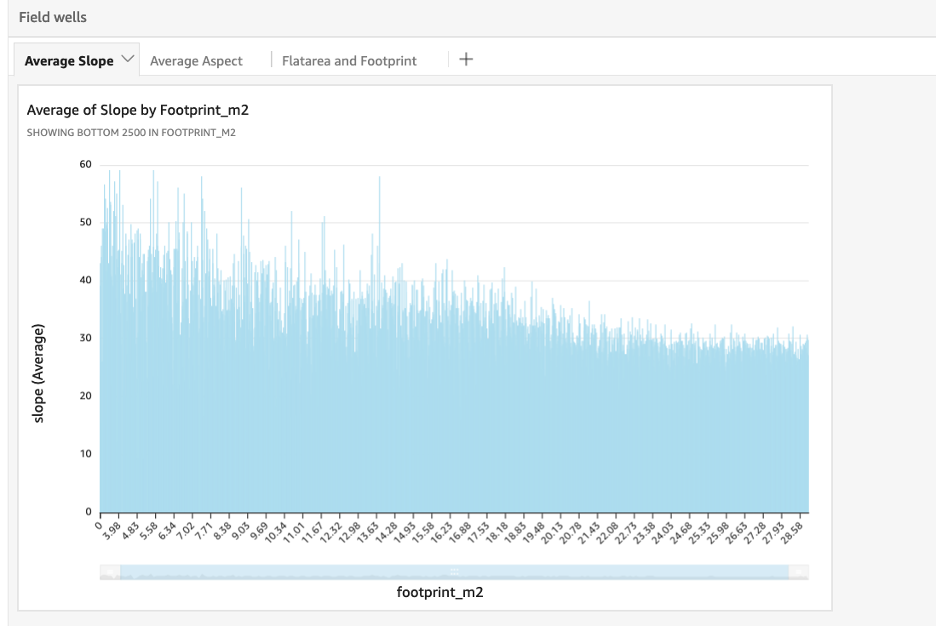 Field wells
Average Slope
Average Aspect
Flatarea and Footprint
+
Average of Slope by Footprint_m2
SHOWING BOTTOM 2500 IN FOOTPRINT_M2
60
50
40
30
20
10
0
slope (Average)
0 3.98 4.83 5.58 6.34 7.02 7.71 8.38 9.03 9.69 10.34 11.01 11.67 12.32 12.98 13.63 14.28 14.93 15.58 16.23 16.88 17.53 18.18 18.83 19.48 20.13 20.78 21.43 22.08 22.73 23.38 24.03 24.68 25.33 25.98 26.63 27.28 27.93 28.58
footprint_m2